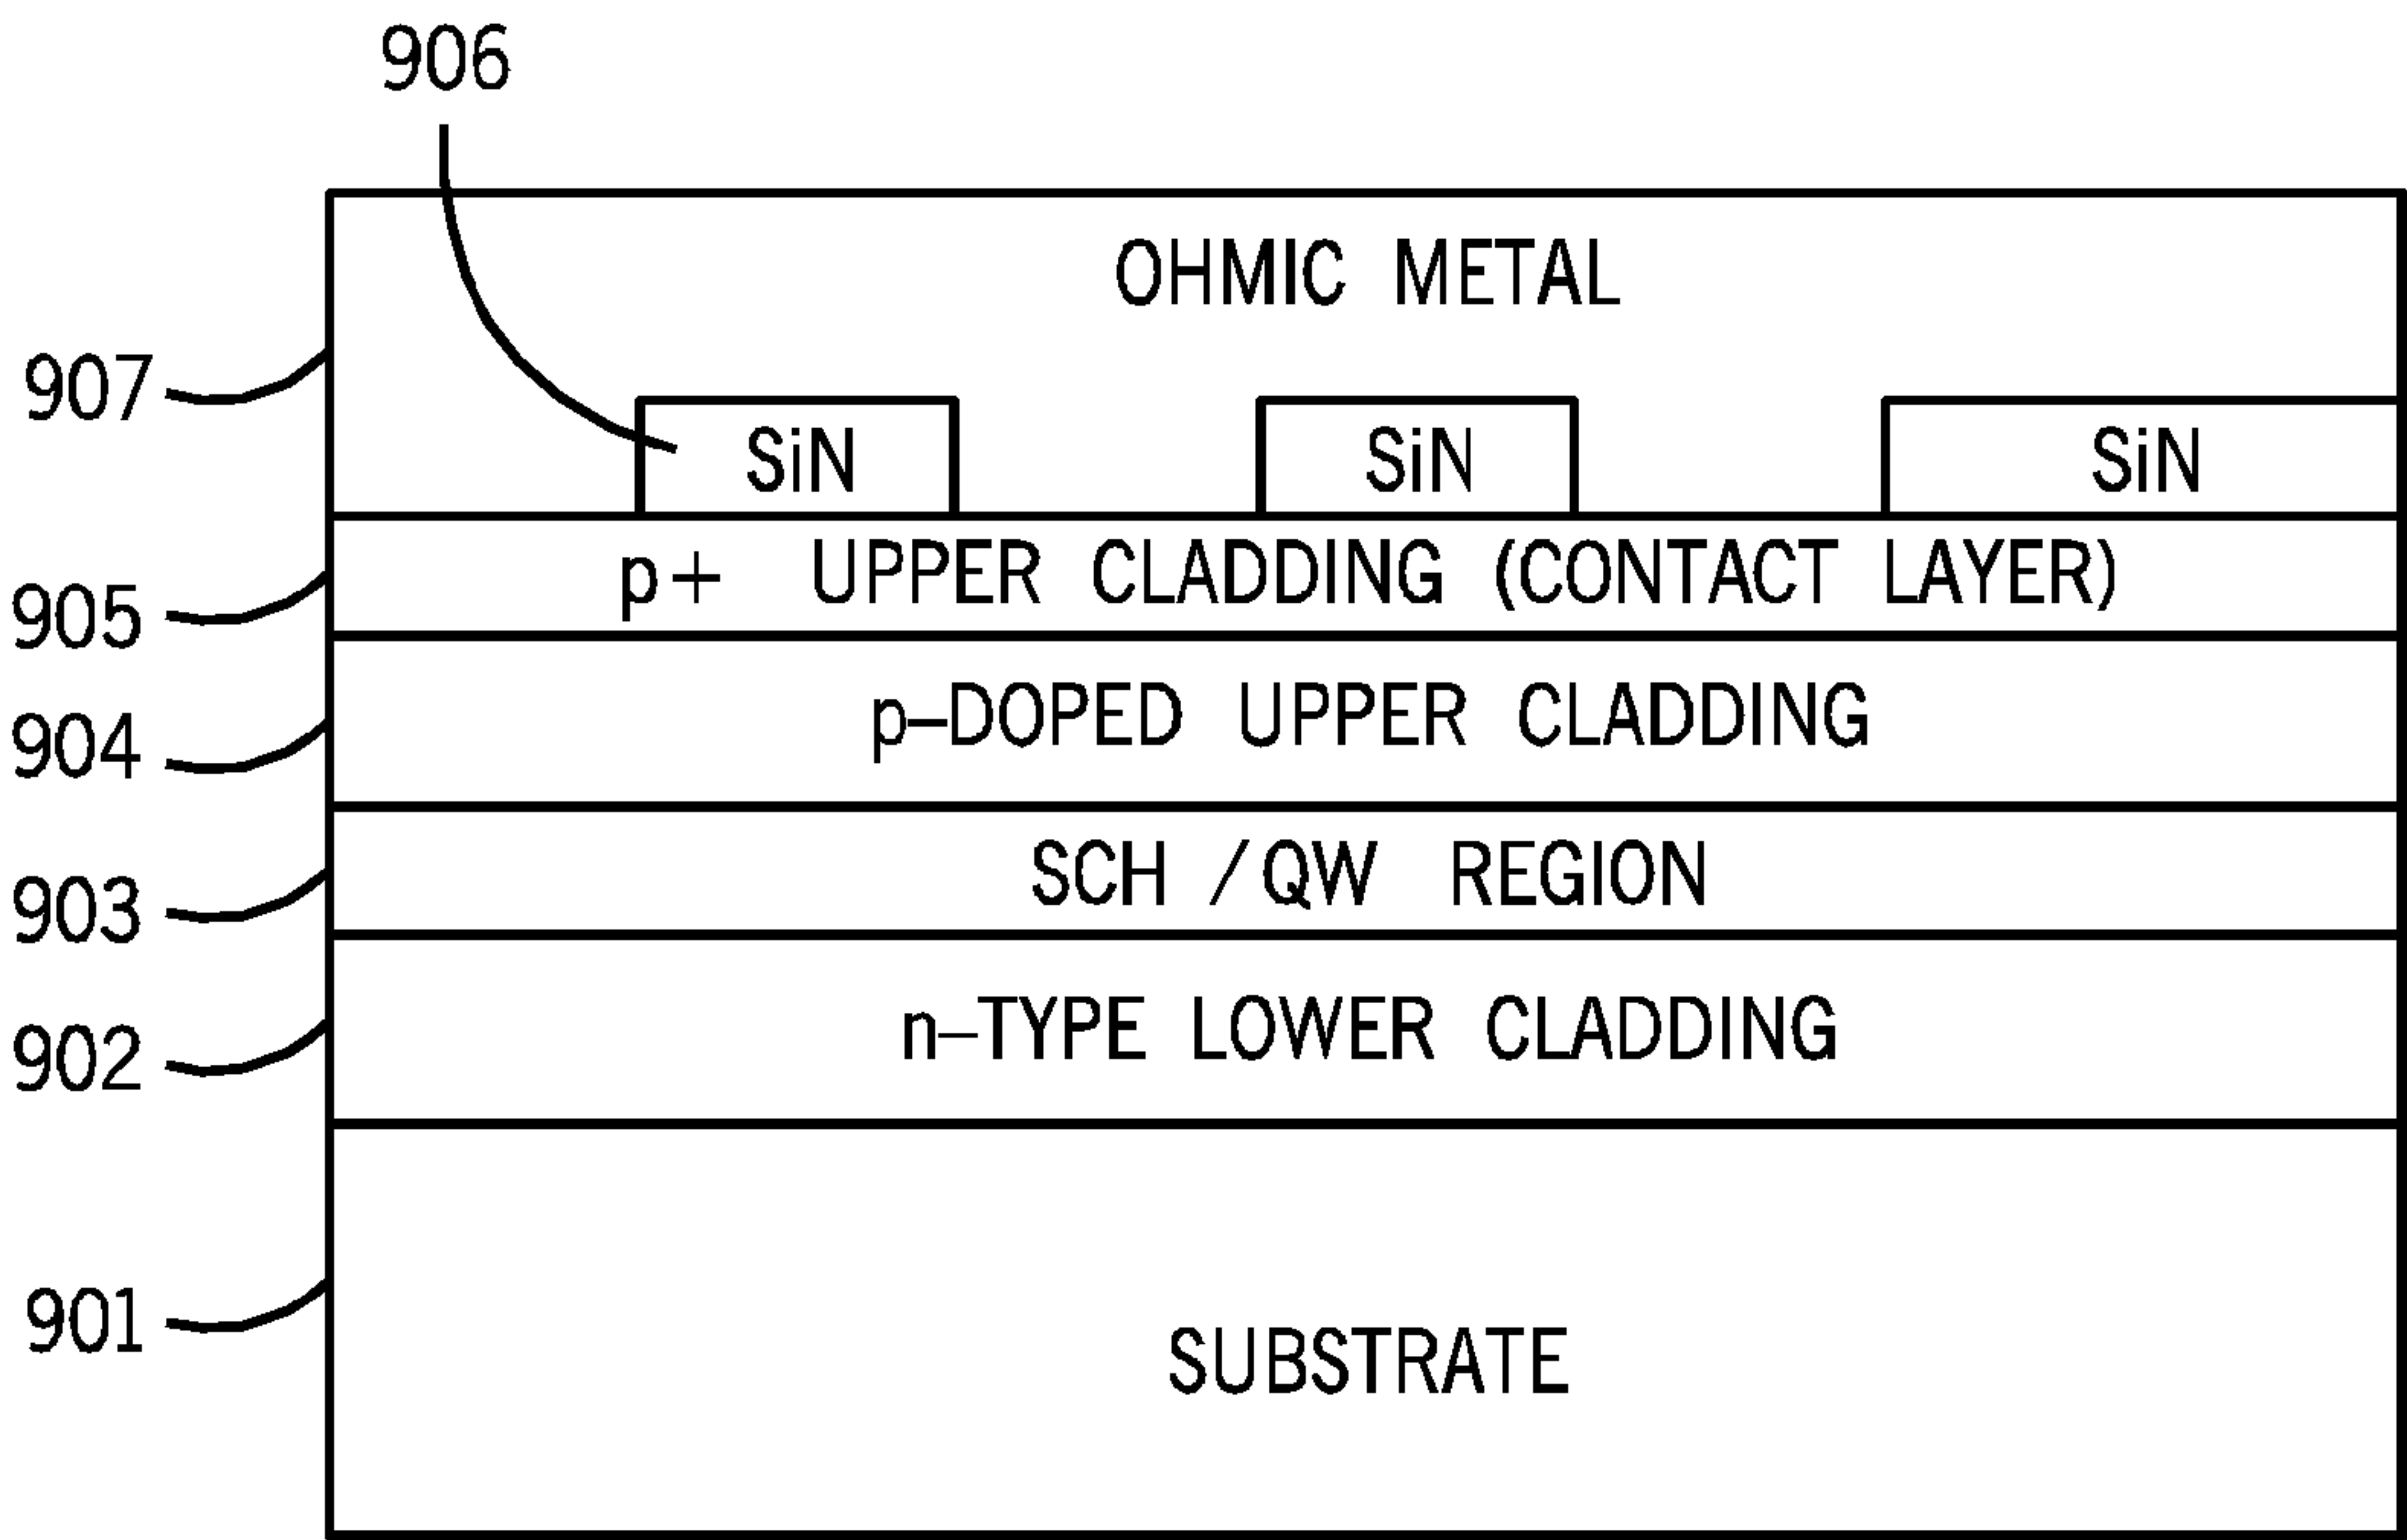 906
OHMIC METAL
907
SiN SiN SiN
p+ UPPER CLADDING (CONTACT LAYER)
905
p–DOPED UPPER CLADDING
904
SCH / QW REGION
903
n–TYPE LOWER CLADDING
902
901
SUBSTRATE